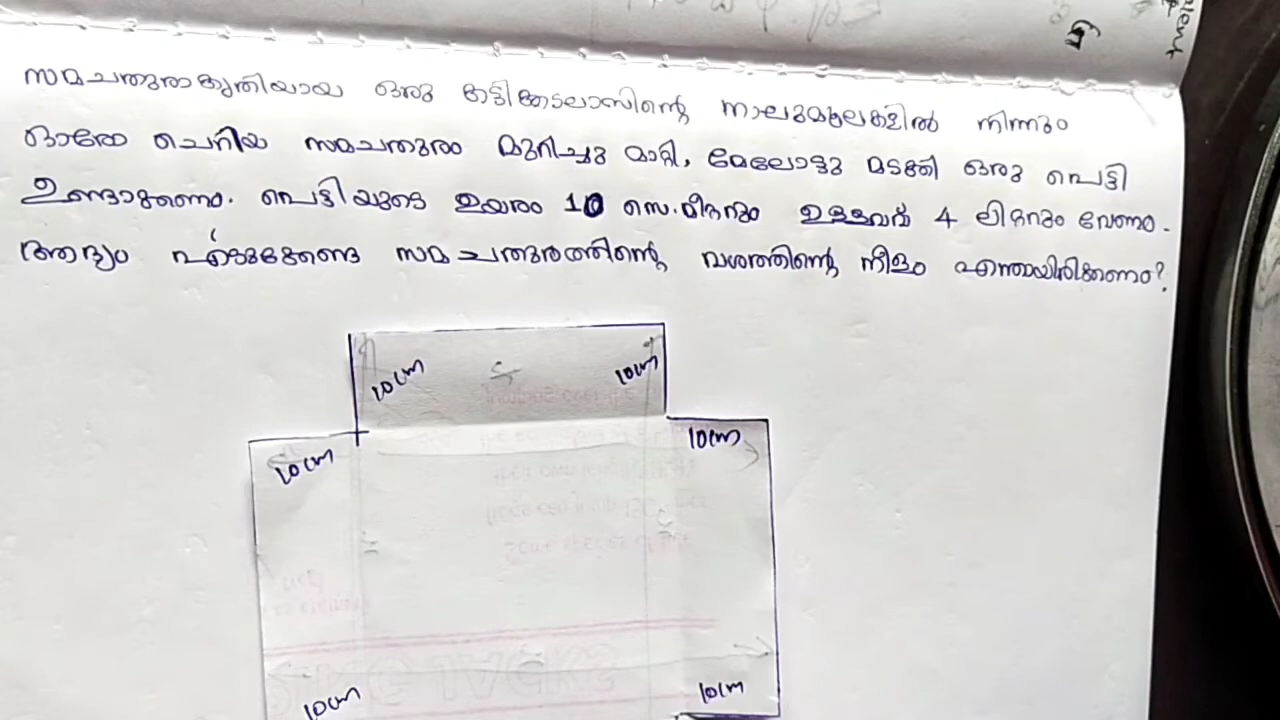 സമചതുരാകൃതിയായ ഒരു കട്ടിക്കടലാസിന്റെ നാലുമൂലകളിൽ നിന്നും
ഓരോ ചെറിയ സമചതുരം മുറിച്ചു മാറ്റി, മേലോട്ടു മടക്കി ഒരു പെട്ടി
ഉണ്ടാക്കണം. പെട്ടിയുടെ ഉയരം 10 സെ.മീറ്ററും ഉള്ളളവ് 4 ലിറ്ററും വേണം.
ആദ്യം എടുക്കേണ്ട സമചതുരത്തിന്റെ വശത്തിന്റെ നീളം എന്തായിരിക്കണം?
10cm 10cm
10cm 10cm
10cm 10cm